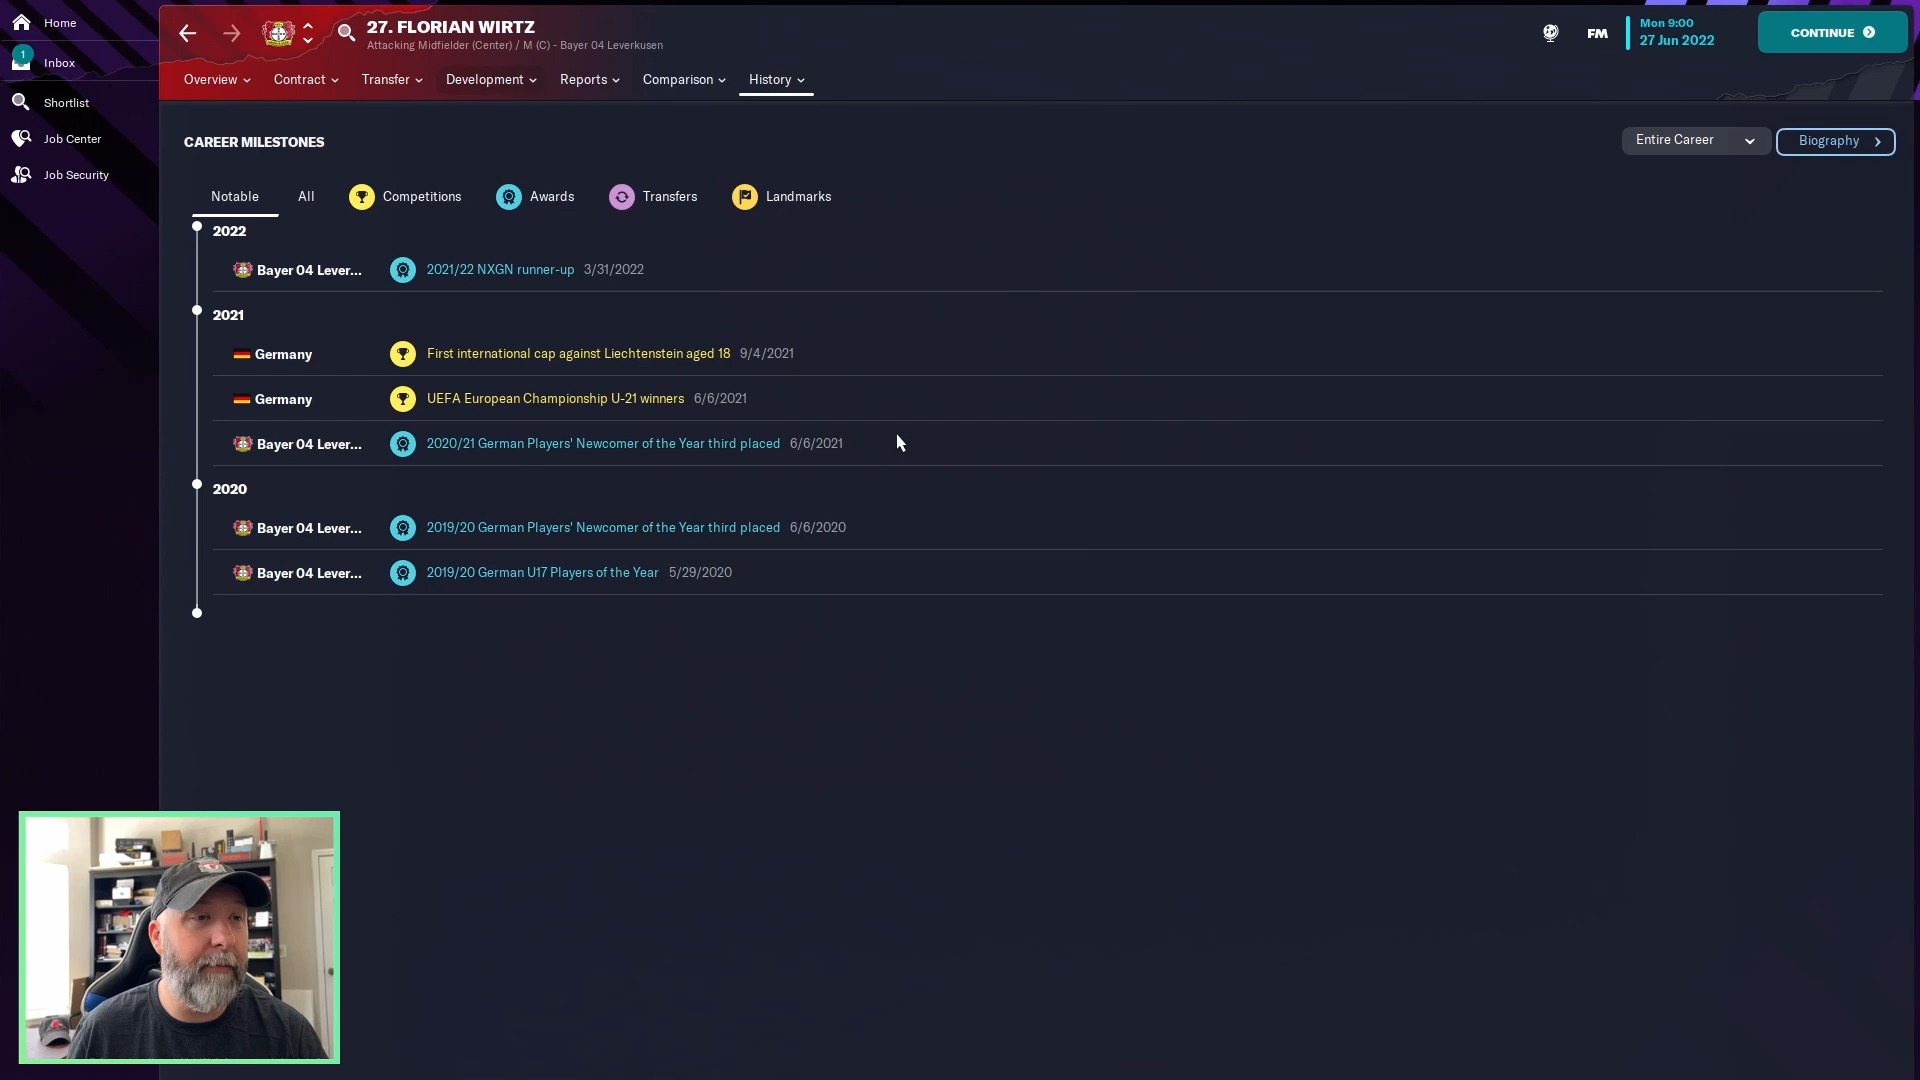 Home
1
Inbox
Shortlist
Job Center
Job Security
27. FLORIAN WIRTZ
Attacking Midfielder (Center) / M (C) - Bayer 04 Leverkusen
FM
Mon 9:00
27 Jun 2022
CONTINUE
Overview
Contract
Transfer
Development
Reports
Comparison
History
CAREER MILESTONES
Entire Career
Biography
Notable
All
Competitions
Awards
Transfers
Landmarks
2022
Bayer 04 Lever... 2021/22 NXGN runner-up 3/31/2022
2021
Germany First international cap against Liechtenstein aged 18 9/4/2021
Germany UEFA European Championship U-21 winners 6/6/2021
Bayer 04 Lever... 2020/21 German Players' Newcomer of the Year third placed 6/6/2021
2020
Bayer 04 Lever... 2019/20 German Players' Newcomer of the Year third placed 6/6/2020
Bayer 04 Lever... 2019/20 German U17 Players of the Year 5/29/2020